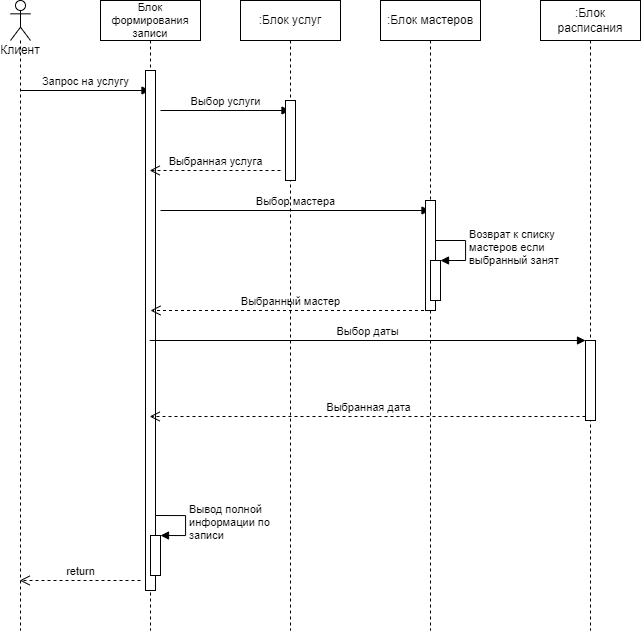 Клиент
Блок
формирования
записи
:Блок услуг
:Блок мастеров
:Блок
расписания
Запрос на услугу
Выбор услуги
Выбранная услуга
Выбор мастера
Возврат к списку
мастеров если
выбранный занят
Выбранный мастер
Выбор даты
Выбранная дата
Вывод полной
информации по
записи
return